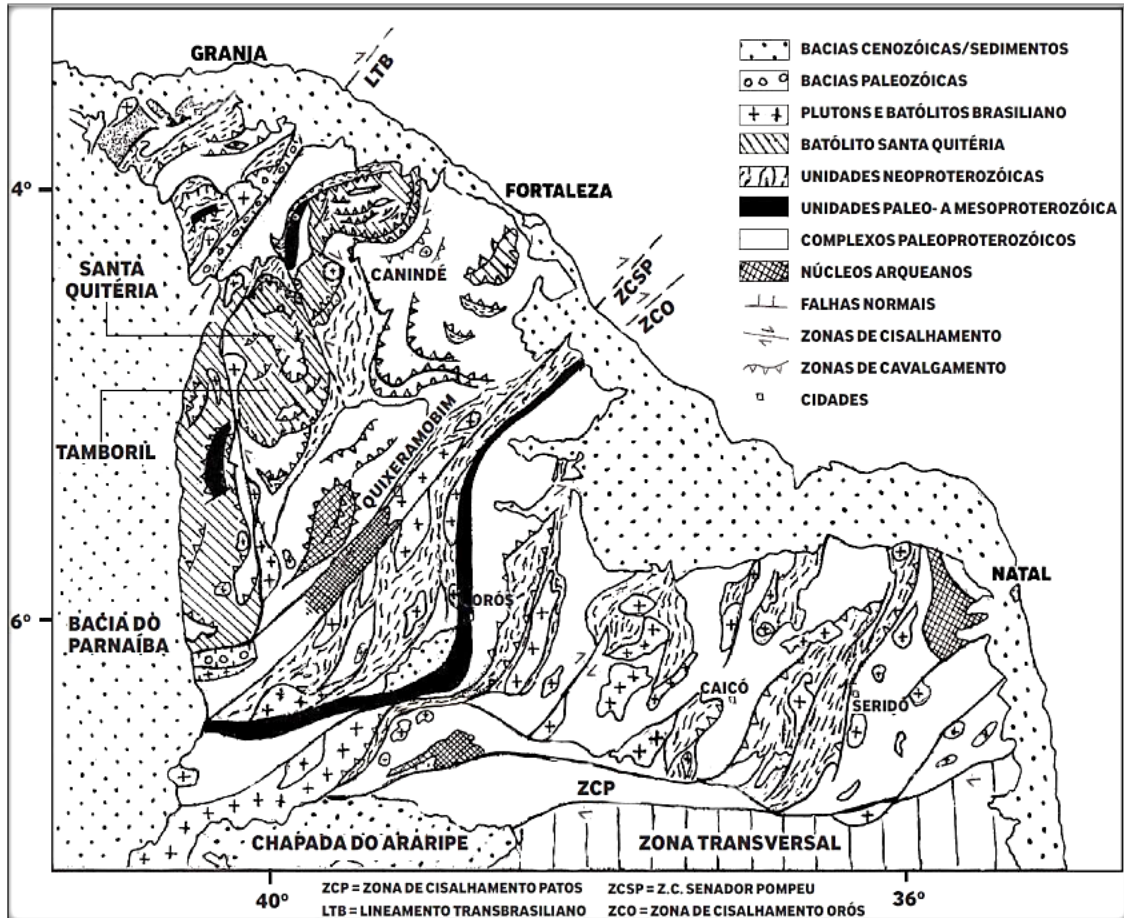 GRANJA
LTB
BACIAS CENOZÓICAS/SEDIMENTOS
BACIAS PALEOZÓICAS
PLUTONS E BATÓLITOS BRASILIANO
BATÓLITO SANTA QUITÉRIA
UNIDADES NEOPROTEROZÓICAS
UNIDADES PALEO- A MESOPROTEROZÓICA
COMPLEXOS PALEOPROTEROZÓICOS
NÚCLEOS ARQUEANOS
FALHAS NORMAIS
ZONAS DE CISALHAMENTO
ZONAS DE CAVALGAMENTO
CIDADES
4º
FORTALEZA
SANTA
QUITÉRIA
CANINDÉ
ZCSP
ZCO
TAMBORIL
QUIXERAMOBIM
6º
BACIA DO
PARNAÍBA
ORÓS
NATAL
CAICÓ
SERIDÓ
ZCP
CHAPADA DO ARARIPE
ZONA TRANSVERSAL
40º
36º
ZCP = ZONA DE CISALHAMENTO PATOS
ZCSP = Z.C. SENADOR POMPEU
LTB = LINEAMENTO TRANSBRASILIANO
ZCO = ZONA DE CISALHAMENTO ORÓS